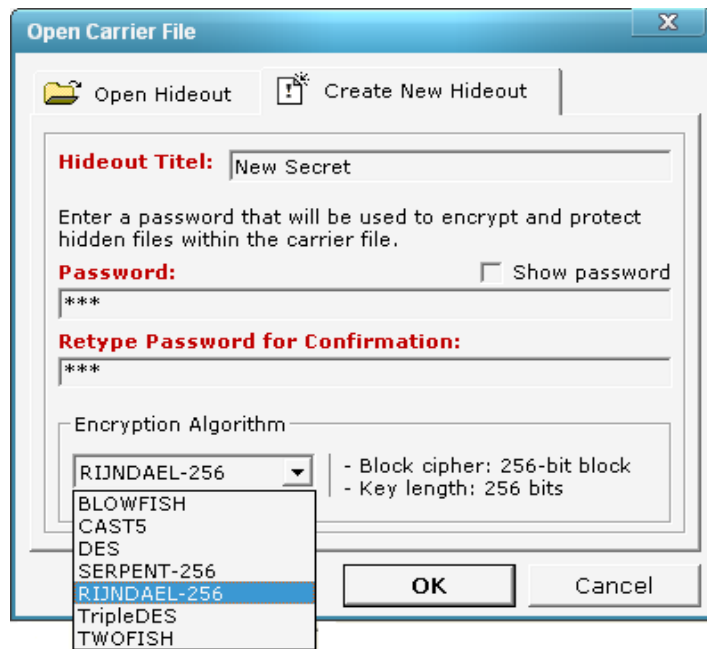 Open Carrier File
X
Open Hideout
Create New Hideout
Hideout Titel: New Secret
Enter a password that will be used to encrypt and protect
hidden files within the carrier file.
Password: Show password
***
Retype Password for Confirmation:
***
Encryption Algorithm
RIJNDAEL-256
- Block cipher: 256-bit block
- Key length: 256 bits
BLOWFISH
CAST5
DES
SERPENT-256
RIJNDAEL-256
TripleDES
TWOFISH
OK
Cancel